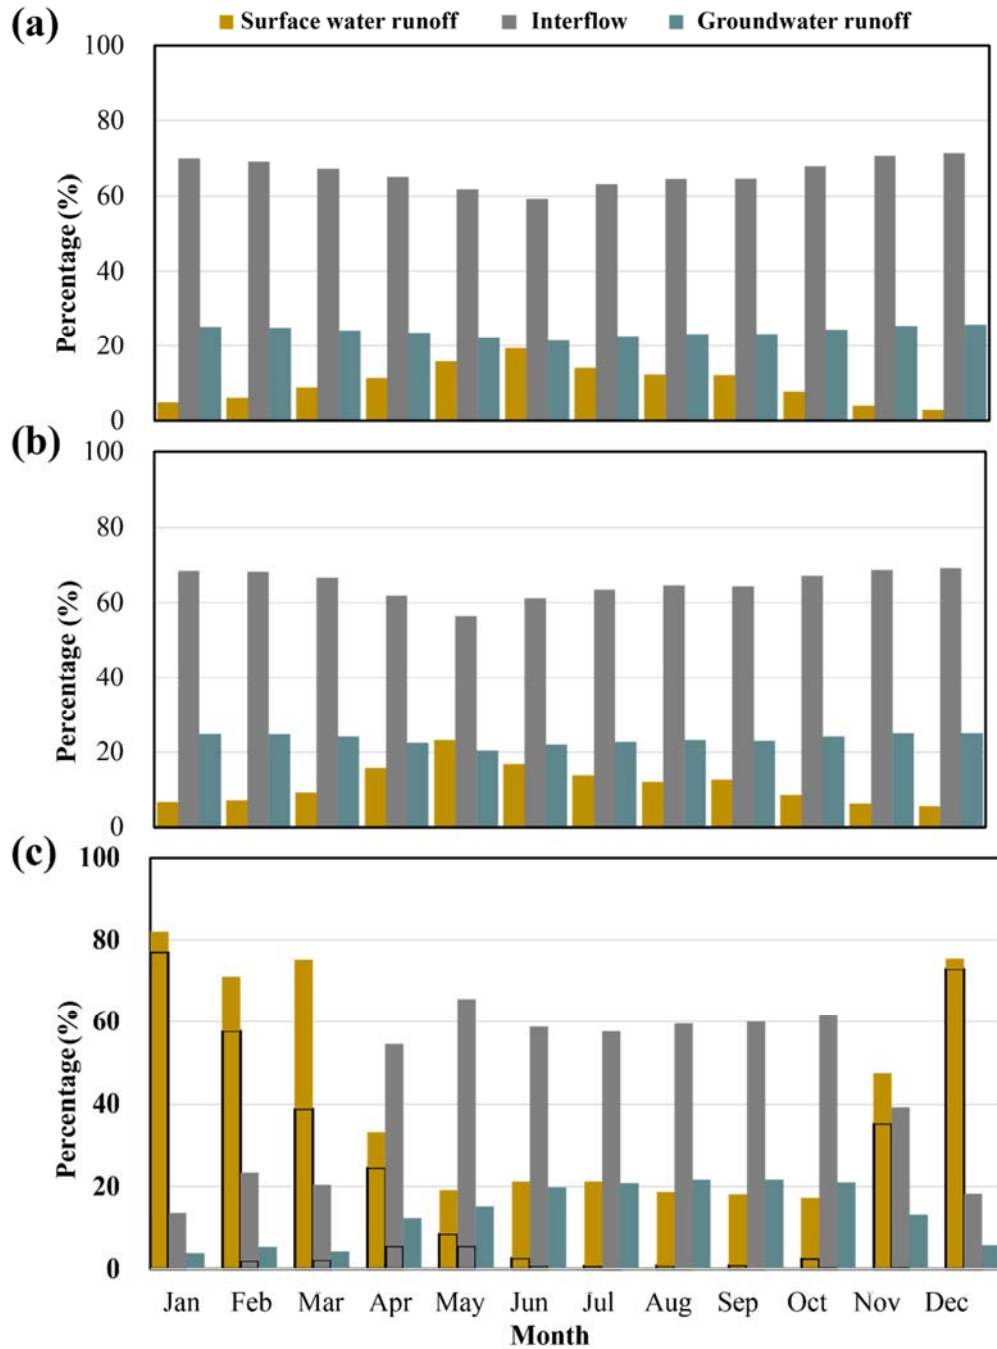 (a)
Surface water runoff Interflow Groundwater runoff
100
80
60
40
20
0
Percentage (%)
(b)
100
80
60
40
20
0
Percentage (%)
(c)
100
80
60
40
20
0
Percentage (%)
Jan Feb Mar Apr May Jun Jul Aug Sep Oct Nov Dec
Month